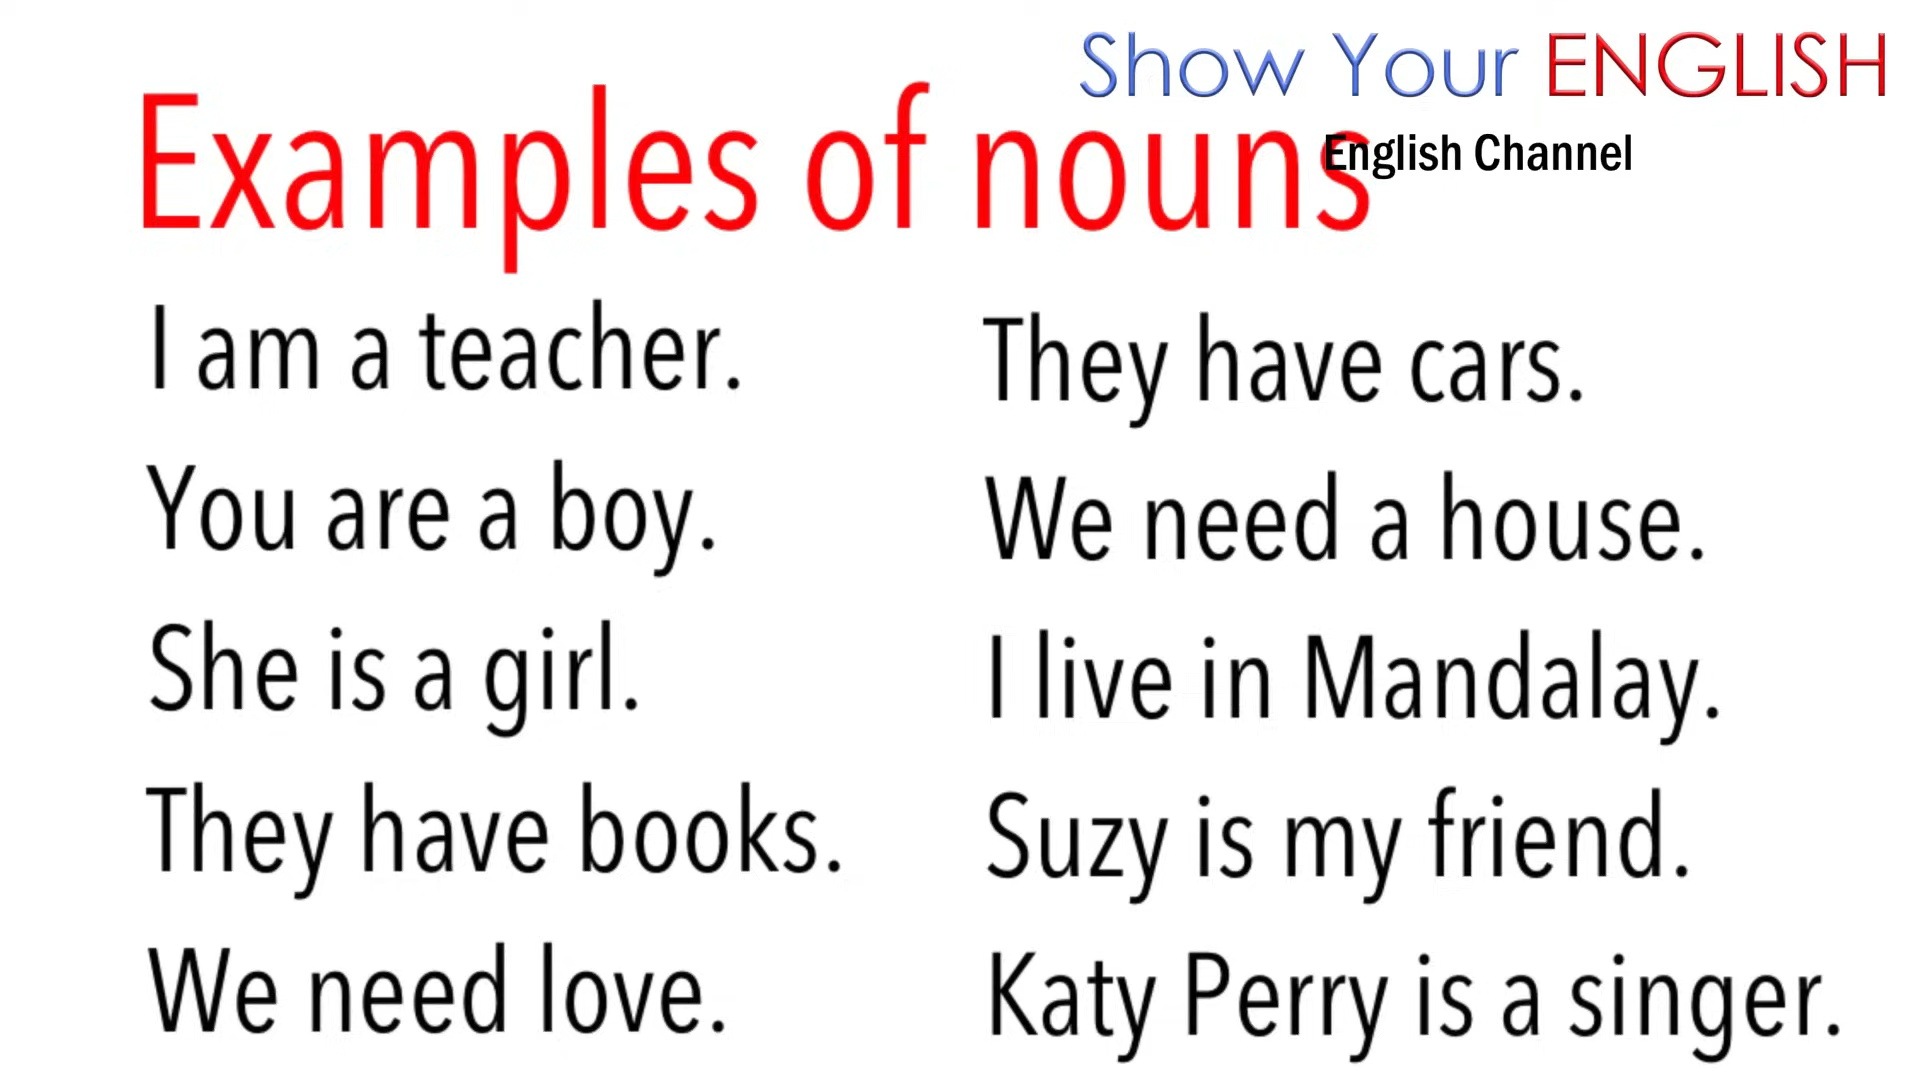 Show Your ENGLISH
English Channel
Examples of nouns
I am a teacher.
You are a boy.
She is a girl.
They have books.
We need love.
They have cars.
We need a house.
I live in Mandalay.
Suzy is my friend.
Katy Perry is a singer.